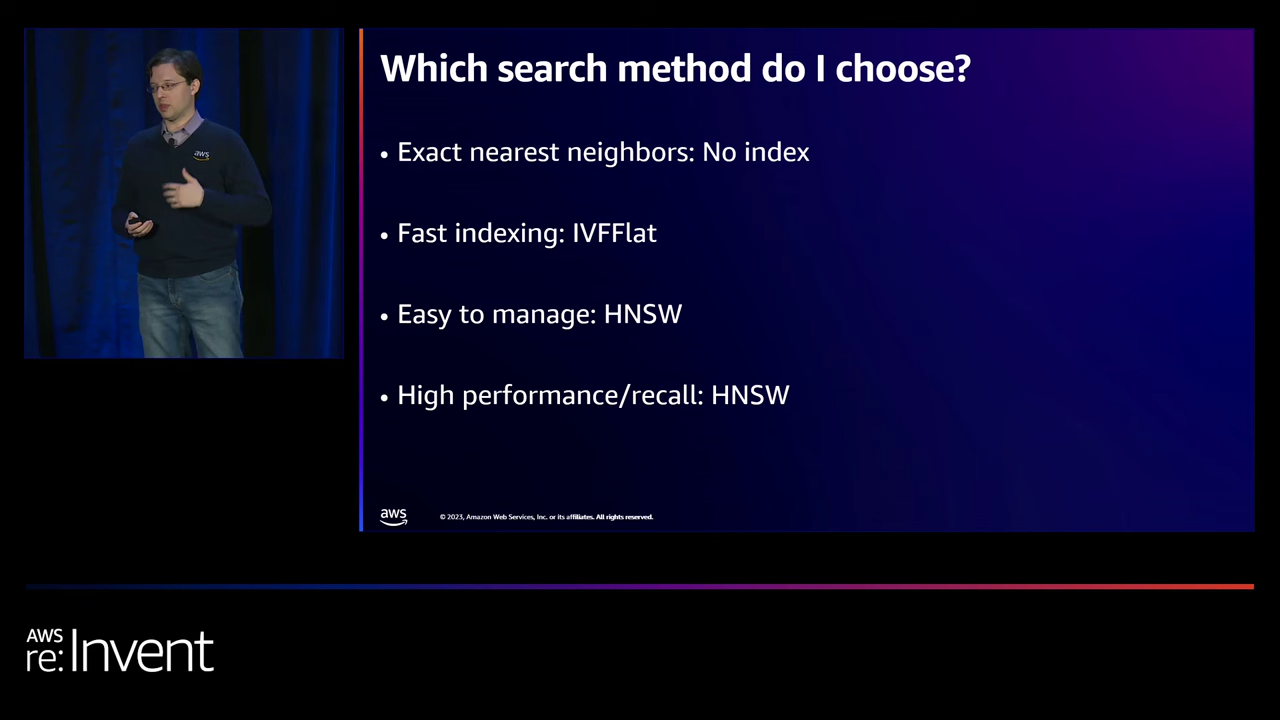 aws
Which search method do I choose?
• Exact nearest neighbors: No index
• Fast indexing: IVFFlat
• Easy to manage: HNSW
• High performance/recall: HNSW
aws
© 2023, Amazon Web Services, Inc. or its affiliates. All rights reserved.
AWS
re:Invent